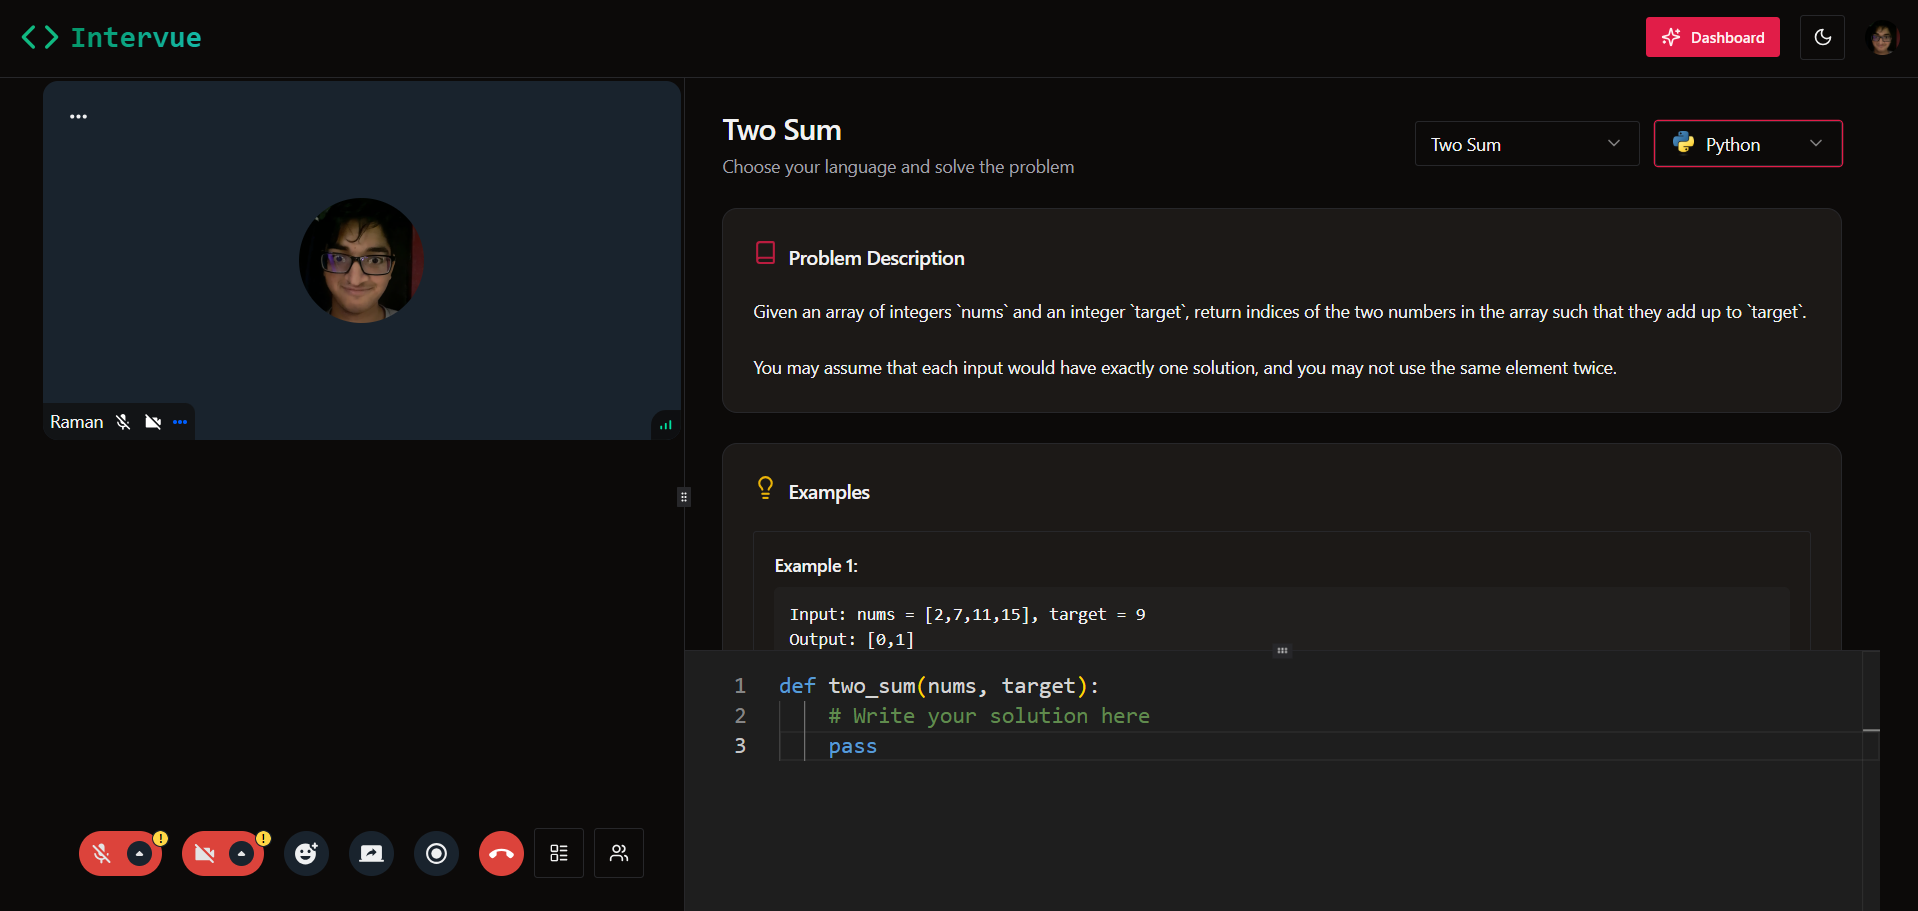 Intervue
Dashboard
Raman
Two Sum
Choose your language and solve the problem
Two Sum
Python
Problem Description
Given an array of integers `nums` and an integer `target`, return indices of the two numbers in the array such that they add up to `target`.
You may assume that each input would have exactly one solution, and you may not use the same element twice.
Examples
Example 1:
Input: nums = [2,7,11,15], target = 9
Output: [0,1]
1 def two_sum(nums, target):
2 # Write your solution here
3 pass